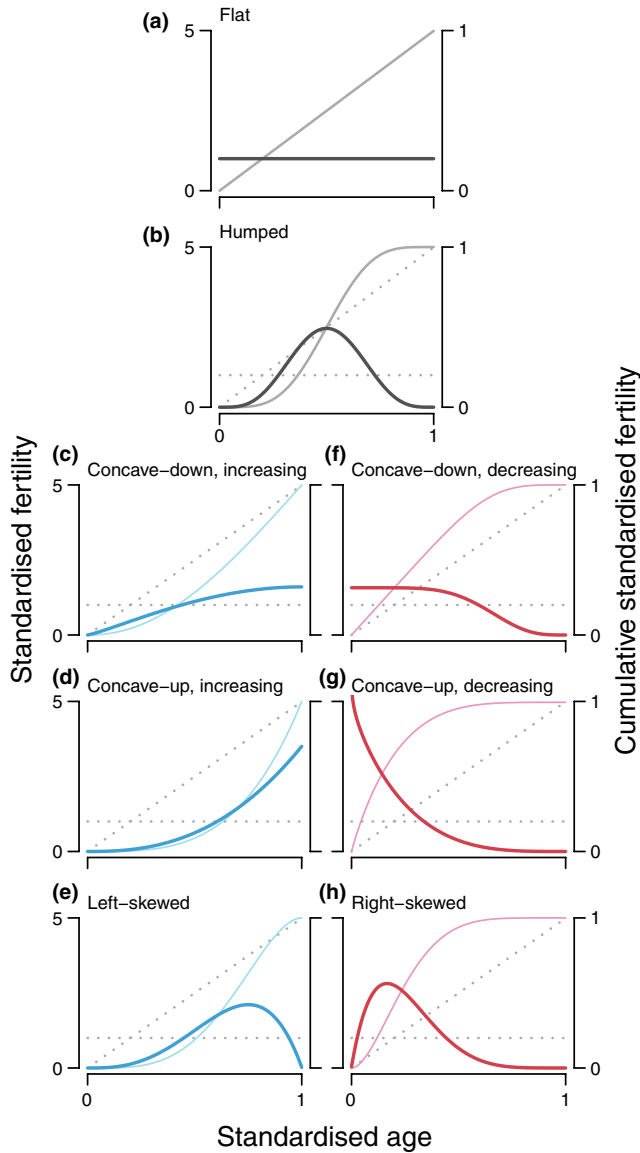 (a) Flat
5 1
0 0
(b) Humped
5 1
0 0
0 1
Standardised fertility
Cumulative standardised fertility
(c) Concave-down, increasing
5
0
(f) Concave-down, decreasing
1
0
(d) Concave-up, increasing
5
0
(g) Concave-up, decreasing
1
0
(e) Left-skewed
5
0
0 1
(h) Right-skewed
1
0
0 1
Standardised age